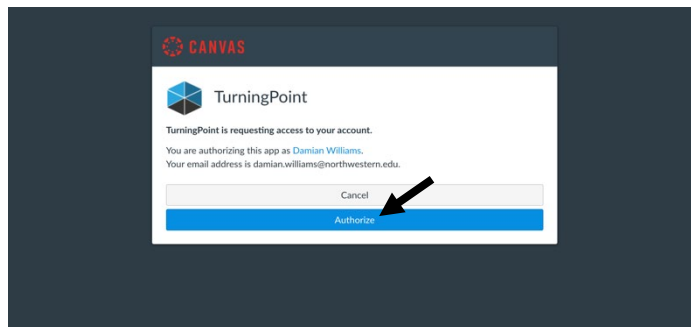 CANVAS
TurningPoint
TurningPoint is requesting access to your account.
You are authorizing this app as Damian Williams.
Your email address is damian.williams@northwestern.edu.
Cancel
Authorize